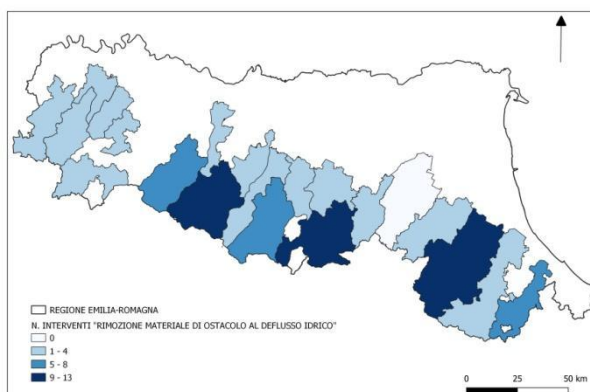 REGIONE EMILIA-ROMAGNA
N. INTERVENTI "RIMOZIONE MATERIALE DI OSTACOLO AL DEFLUSSO IDRICO"
0
1 - 4
5 - 8
9 - 13
0 25 50 km